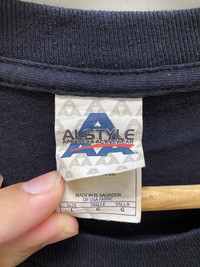 ALSTYLE
APPAREL & ACTIVEWEAR
MADE IN EL SALVADOR
OF USA FABRIC
SIZE TAILLE TALLA
L G G